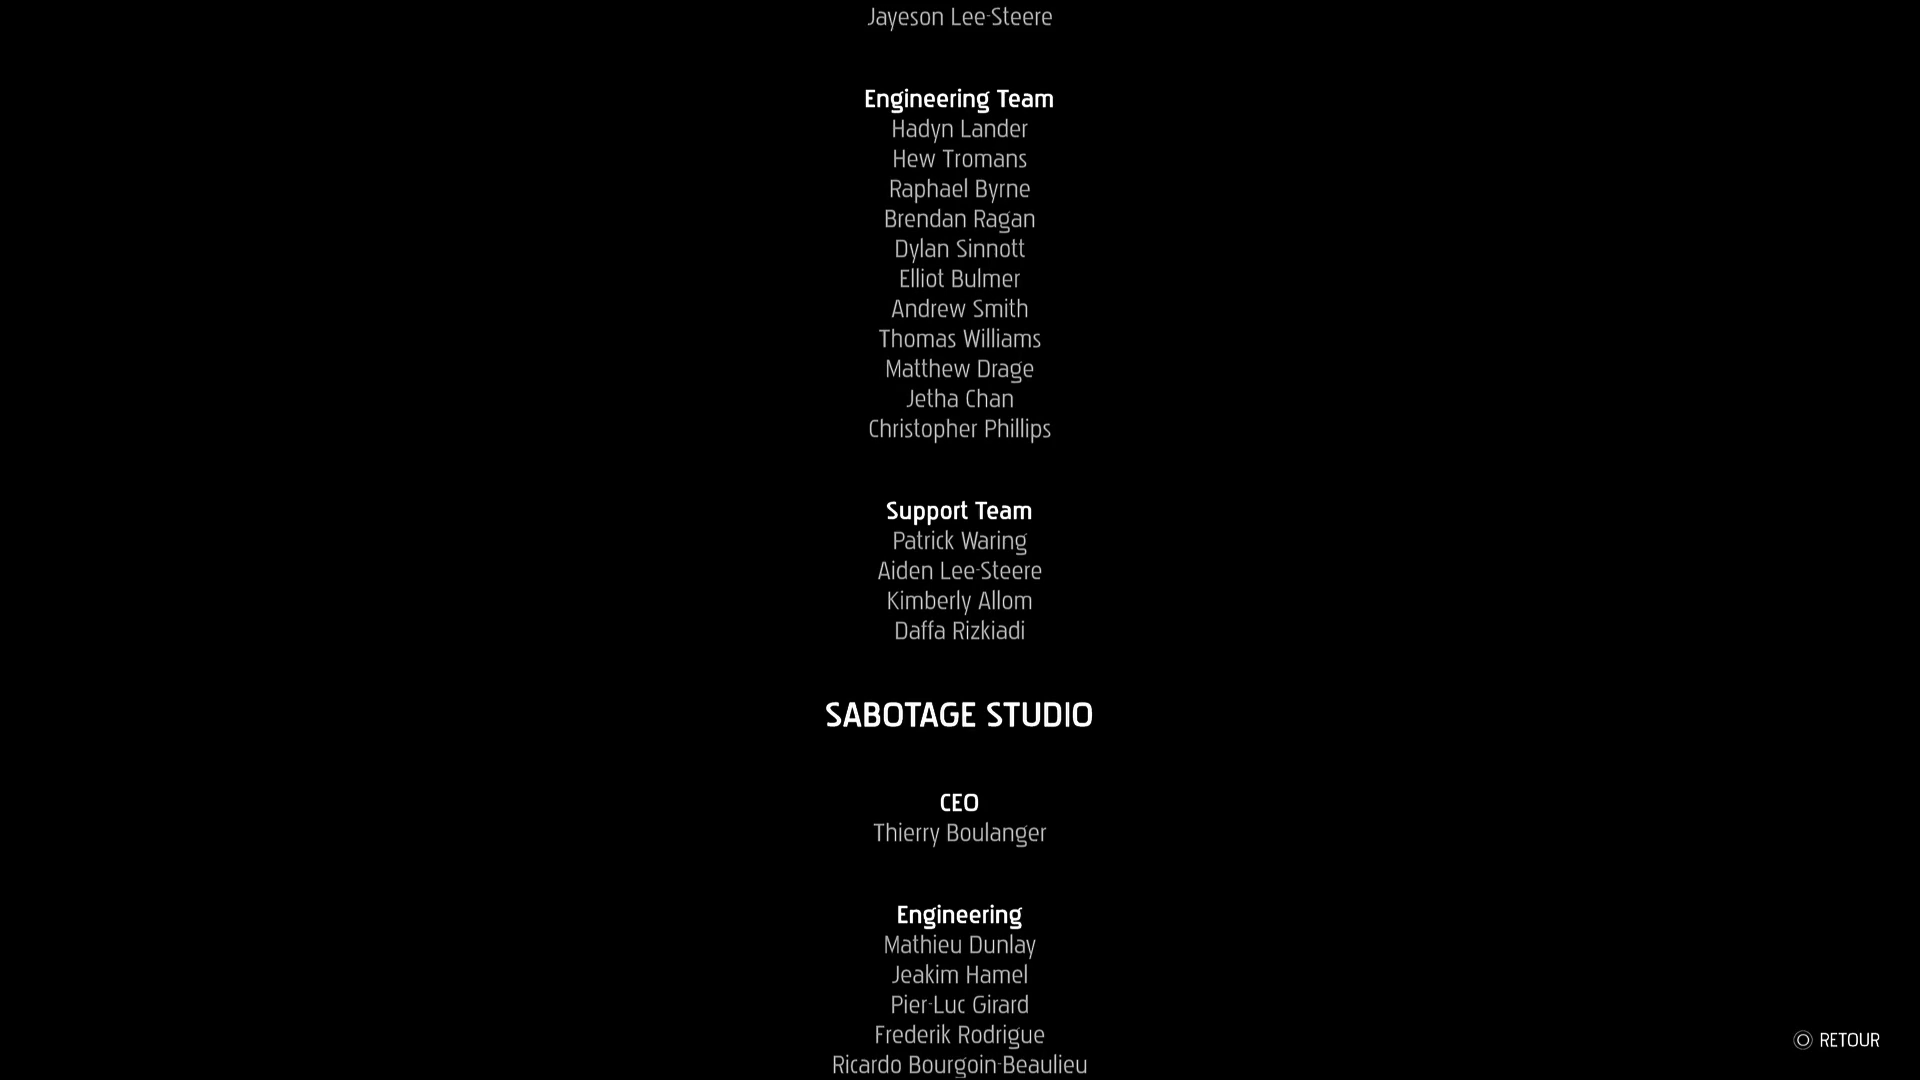 Jayeson Lee-Steere
Engineering Team
Hadyn Lander
Hew Tromans
Raphael Byrne
Brendan Ragan
Dylan Sinnott
Elliot Bulmer
Andrew Smith
Thomas Williams
Matthew Drage
Jetha Chan
Christopher Phillips
Support Team
Patrick Waring
Aiden Lee-Steere
Kimberly Allom
Daffa Rizkiadi
SABOTAGE STUDIO
CEO
Thierry Boulanger
Engineering
Mathieu Dunlay
Jeakim Hamel
Pier-Luc Girard
Frederik Rodrigue
Ricardo Bourgoin-Beaulieu
RETOUR